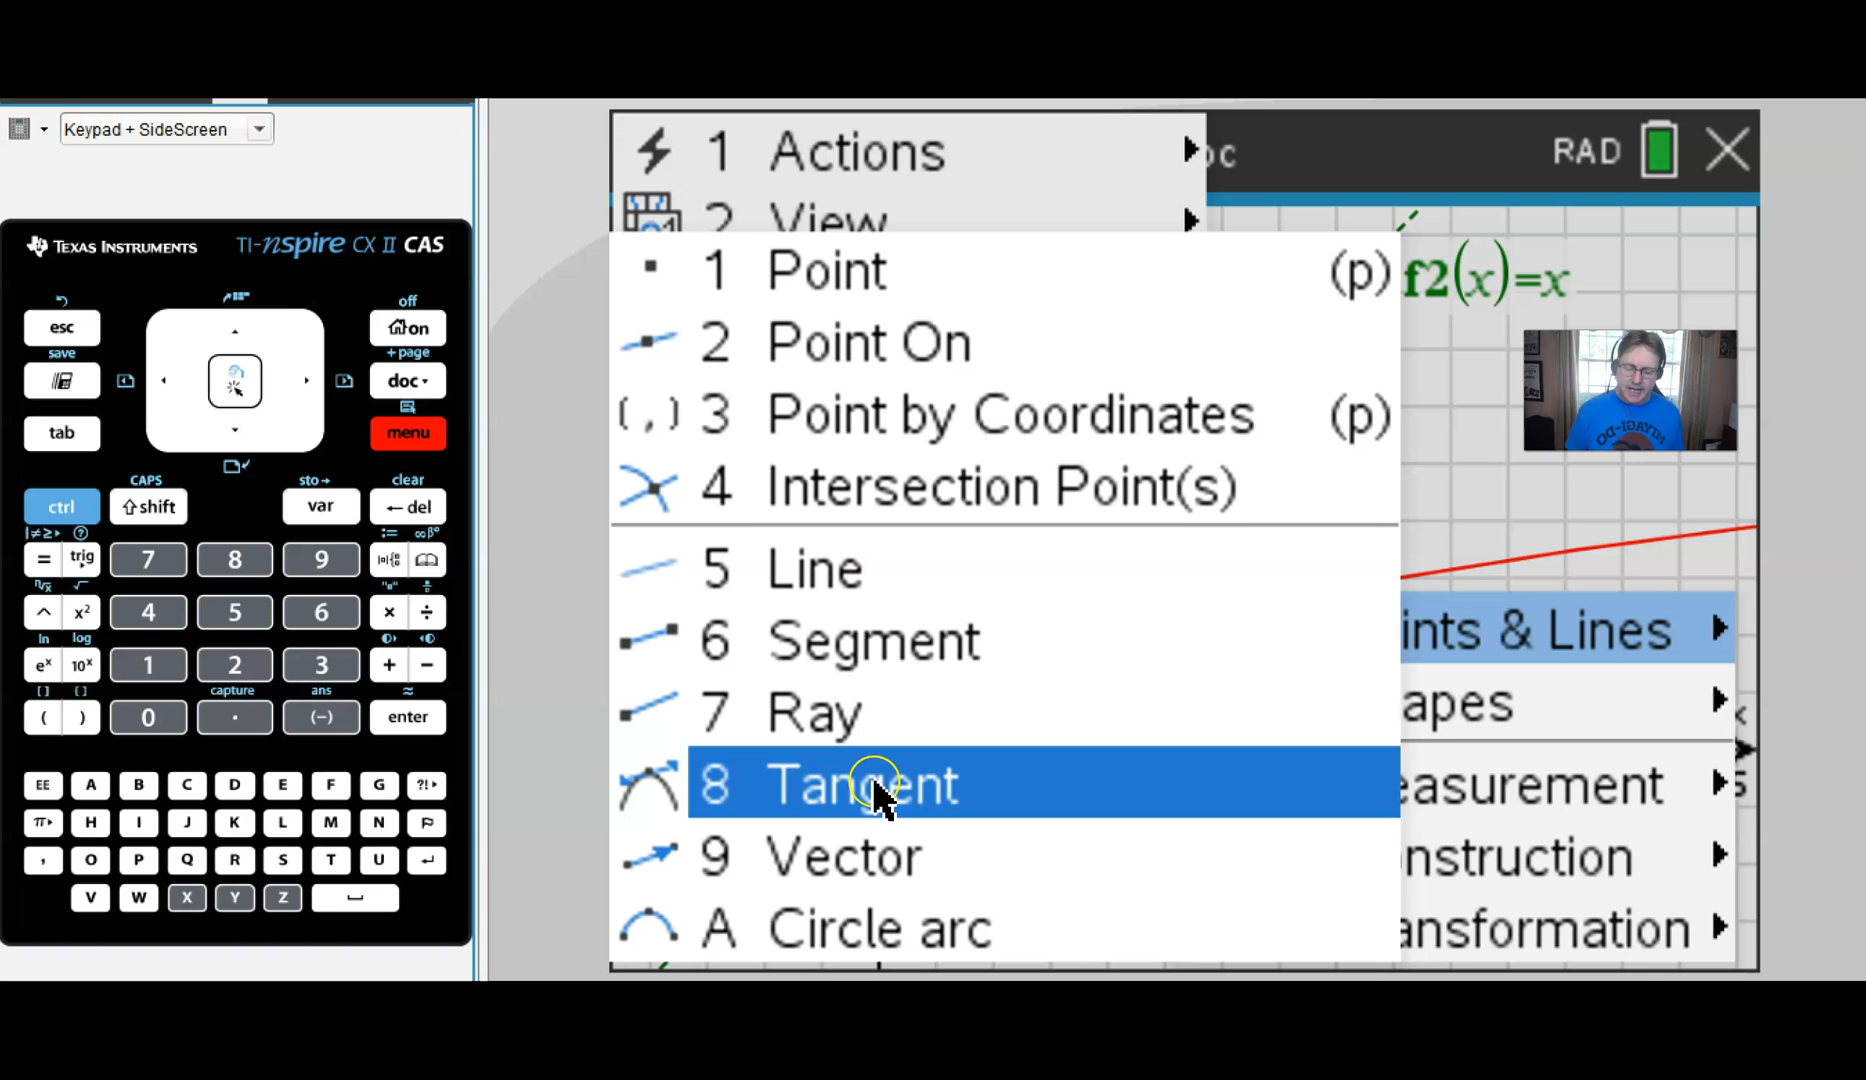 Keypad + SideScreen
TEXAS INSTRUMENTS TI-nspire CX II CAS
esc
off
on
save
+ page
doc
tab
menu
CAPS
sto→
clear
ctrl
⇧shift
var
← del
= trig 7 8 9
^ x² 4 5 6 × ÷
ln log
eˣ 10ˣ 1 2 3 + −
[ ] { } capture ans ≈
( ) 0 . (−) enter
EE A B C D E F G ?!▸
π▸ H I J K L M N
, O P Q R S T U
V W X Y Z
1 Actions
2 View
1 Point (p)
2 Point On
3 Point by Coordinates (p)
4 Intersection Point(s)
5 Line
6 Segment
7 Ray
8 Tangent
9 Vector
A Circle arc
oc
RAD
f2(x)=x
MIYAGI-DO
ints & Lines
apes
x
easurement
5
nstruction
ansformation